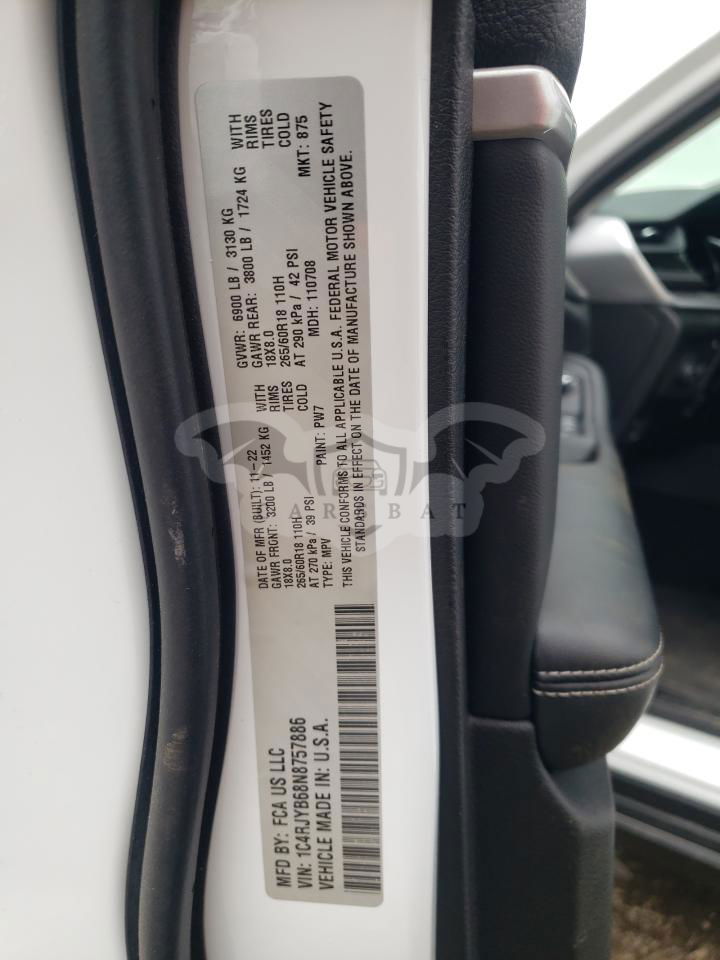 MFD BY: FCA US LLC
DATE OF MFR (BUILT): 11-22
GVWR: 6900 LB / 3130 KG
GAWR FRONT: 3200 LB / 1452 KG WITH
GAWR REAR: 3800 LB / 1724 KG WITH
18X8.0 RIMS
18X8.0 RIMS
265/60R18 110H TIRES
265/60R18 110H TIRES
AT 270 kPa / 39 PSI COLD
AT 290 kPa / 42 PSI COLD
VIN: 1C4RJYB68N8757886
TYPE: MPV PAINT: PW7 MDH: 110708 MKT: 875
VEHICLE MADE IN: U.S.A.
THIS VEHICLE CONFORMS TO ALL APPLICABLE U.S.A. FEDERAL MOTOR VEHICLE SAFETY
STANDARDS IN EFFECT ON THE DATE OF MANUFACTURE SHOWN ABOVE.
CARSBAT